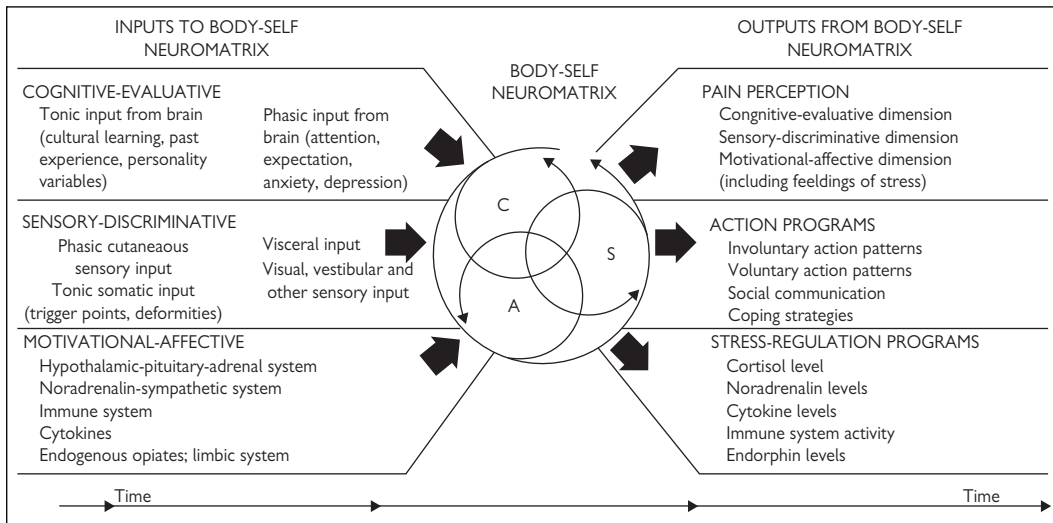 INPUTS TO BODY-SELF
NEUROMATRIX
COGNITIVE-EVALUATIVE
Tonic input from brain
(cultural learning, past
experience, personality
variables)
Phasic input from
brain (attention,
expectation,
anxiety, depression)
SENSORY-DISCRIMINATIVE
Phasic cutaneaous
sensory input
Tonic somatic input
(trigger points, deformities)
Visceral input
Visual, vestibular and
other sensory input
MOTIVATIONAL-AFFECTIVE
Hypothalamic-pituitary-adrenal system
Noradrenalin-sympathetic system
Immune system
Cytokines
Endogenous opiates; limbic system
BODY-SELF
NEUROMATRIX
C
S
A
OUTPUTS FROM BODY-SELF
NEUROMATRIX
PAIN PERCEPTION
Congnitive-evaluative dimension
Sensory-discriminative dimension
Motivational-affective dimension
(including feeldings of stress)
ACTION PROGRAMS
Involuntary action patterns
Voluntary action patterns
Social communication
Coping strategies
STRESS-REGULATION PROGRAMS
Cortisol level
Noradrenalin levels
Cytokine levels
Immune system activity
Endorphin levels
Time
Time